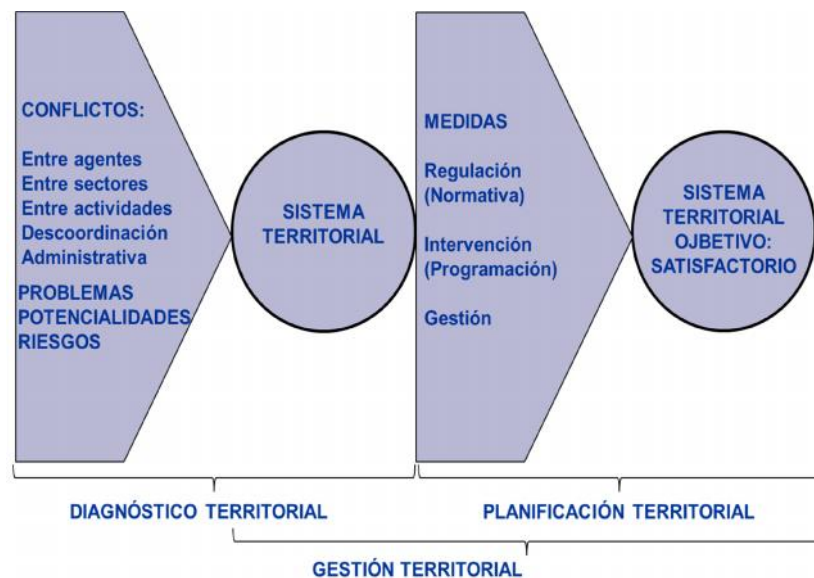 CONFLICTOS:
Entre agentes
Entre sectores
Entre actividades
Descoordinación
Administrativa
PROBLEMAS
POTENCIALIDADES
RIESGOS
SISTEMA
TERRITORIAL
MEDIDAS
Regulación
(Normativa)
Intervención
(Programación)
Gestión
SISTEMA
TERRITORIAL
OJBETIVO:
SATISFACTORIO
DIAGNÓSTICO TERRITORIAL
PLANIFICACIÓN TERRITORIAL
GESTIÓN TERRITORIAL